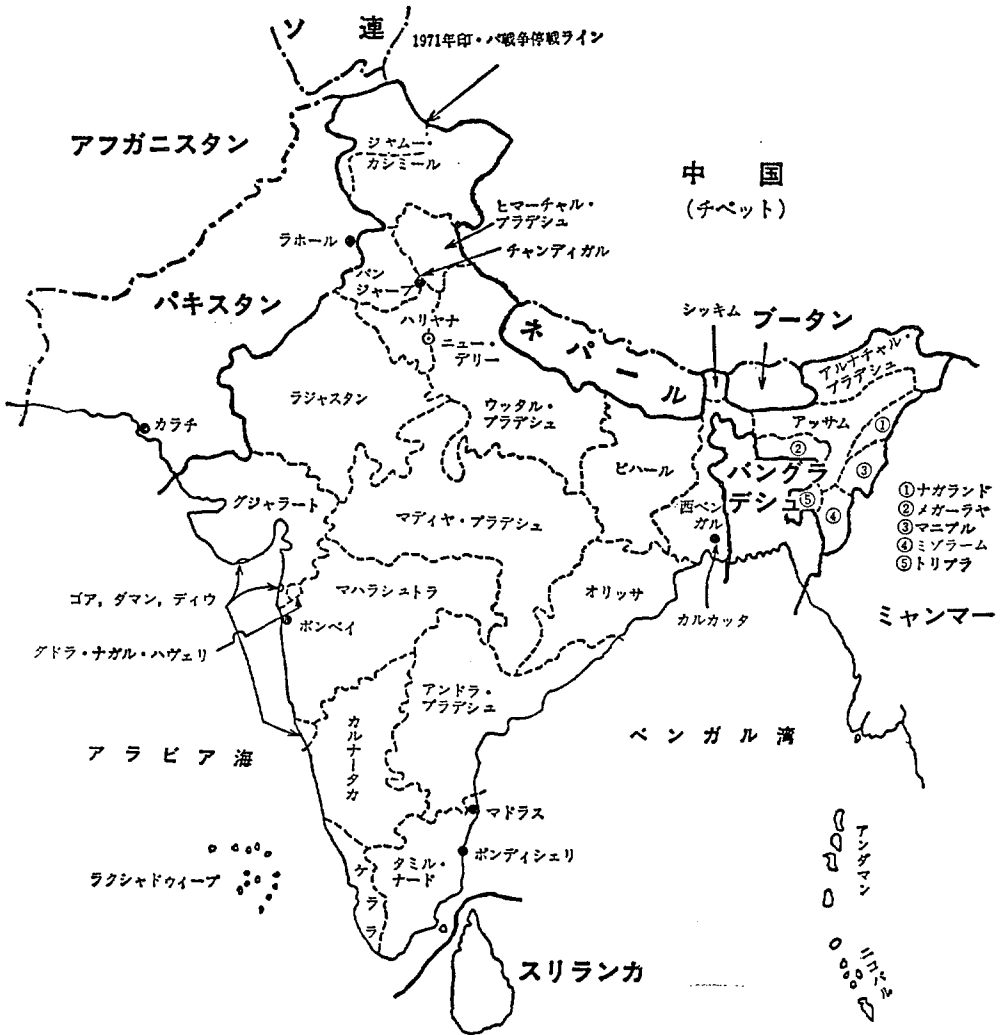 ソ 連
1971年印・パ戦争停戦ライン
アフガニスタン
ジャムー・
カシミール
中 国
(チベット)
ヒマーチャル・
プラデシュ
ラホール
チャンディガル
パン
ジャーブ
パキスタン
ハリヤナ
ニュー・
デリー
ネパール
シッキム
ブータン
アルナチャル・
プラデシュ
ラジャスタン
ウッタル・
プラデシュ
カラチ
アッサム
①
②
ビハール
バングラ
デシュ
③
⑤
④
①ナガランド
②メガーラヤ
③マニプル
④ミゾラーム
⑤トリプラ
グジャラート
マディヤ・プラデシュ
西ベン
ガル
ゴア,ダマン,ディウ
マハラシュトラ
オリッサ
カルカッタ
ミャンマー
ボンベイ
グドラ・ナガル・ハヴェリ
アンドラ・
プラデシュ
カルナータカ
アラビア海
ベンガル湾
マドラス
ポンディシェリ
タミル・
ナード
ケララ
ラクシャドウィープ
アンダマン
ニコバル
スリランカ